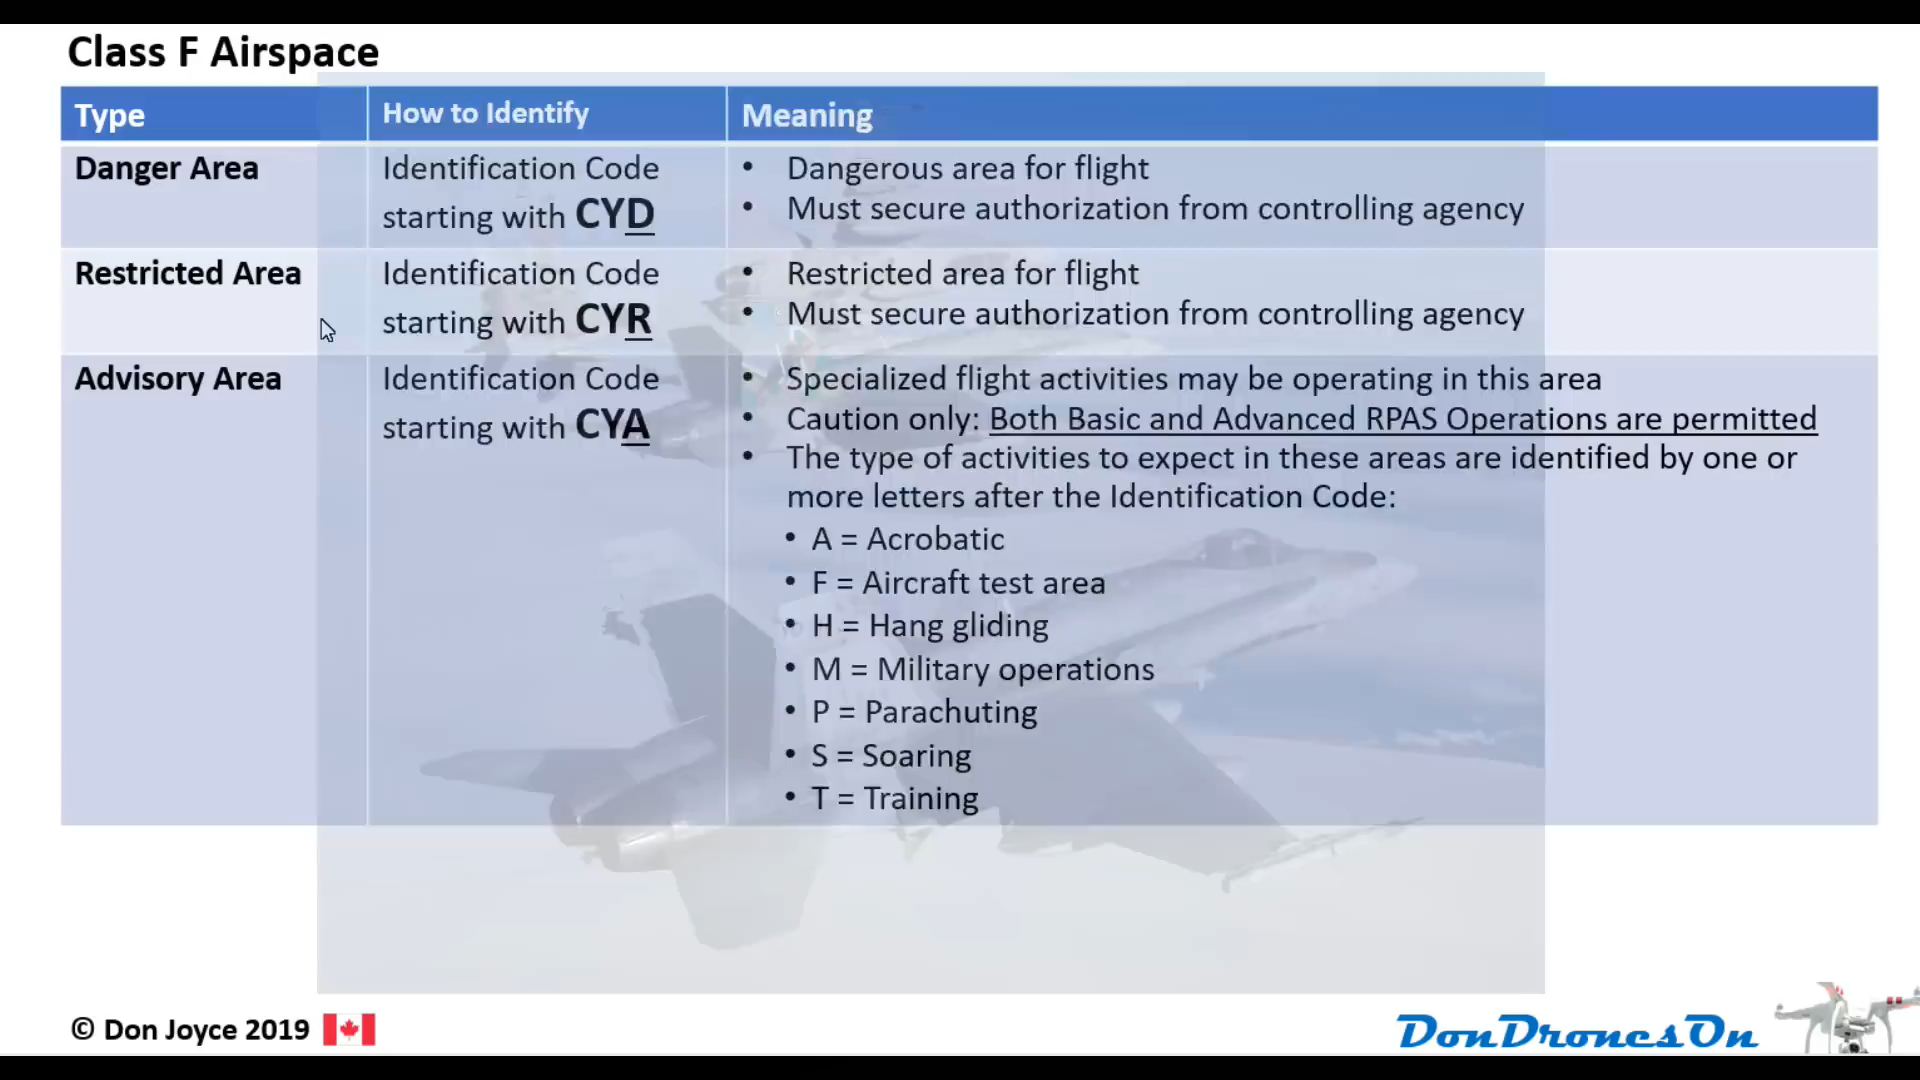 Class F Airspace
Type
How to Identify
Meaning
Danger Area
Identification Code
starting with CYD
• Dangerous area for flight
• Must secure authorization from controlling agency
Restricted Area
Identification Code
starting with CYR
• Restricted area for flight
• Must secure authorization from controlling agency
Advisory Area
Identification Code
starting with CYA
• Specialized flight activities may be operating in this area
• Caution only: Both Basic and Advanced RPAS Operations are permitted
• The type of activities to expect in these areas are identified by one or
more letters after the Identification Code:
• A = Acrobatic
• F = Aircraft test area
• H = Hang gliding
• M = Military operations
• P = Parachuting
• S = Soaring
• T = Training
© Don Joyce 2019
DonDronesOn